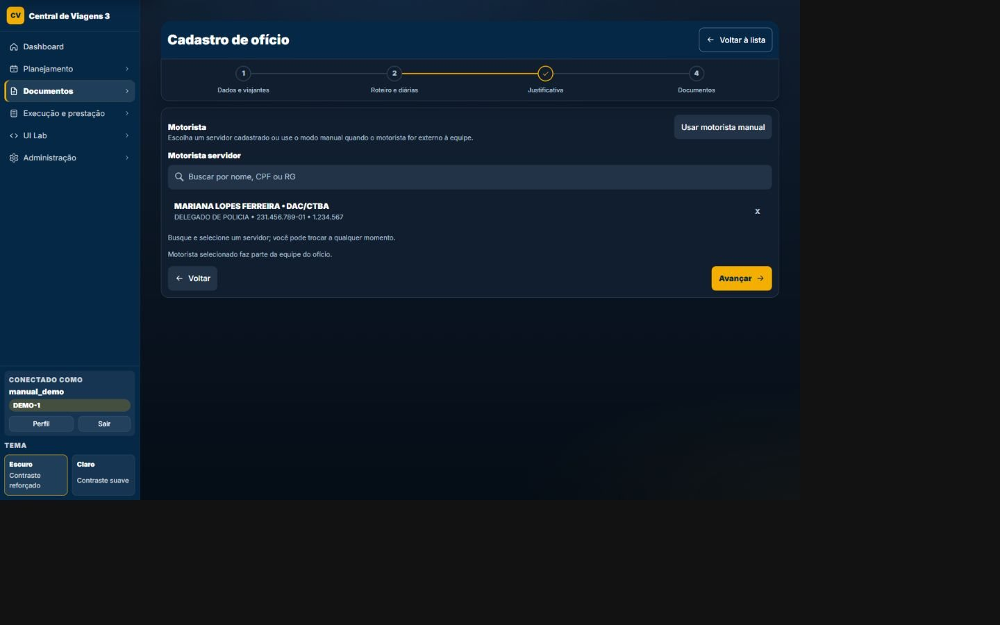 CV Central de Viagens 3
Dashboard
Planejamento
Documentos
Execução e prestação
UI Lab
Administração
CONECTADO COMO
manual_demo
DEMO-1
Perfil Sair
TEMA
Escuro
Contraste
reforçado
Claro
Contraste suave
Cadastro de ofício
← Voltar à lista
1 2 4
Dados e viajantes Roteiro e diárias Justificativa Documentos
Motorista
Escolha um servidor cadastrado ou use o modo manual quando o motorista for externo à equipe.
Usar motorista manual
Motorista servidor
Buscar por nome, CPF ou RG
MARIANA LOPES FERREIRA • DAC/CTBA
DELEGADO DE POLICIA • 231.456.789-01 • 1.234.567
x
Busque e selecione um servidor; você pode trocar a qualquer momento.
Motorista selecionado faz parte da equipe do ofício.
← Voltar
Avançar →